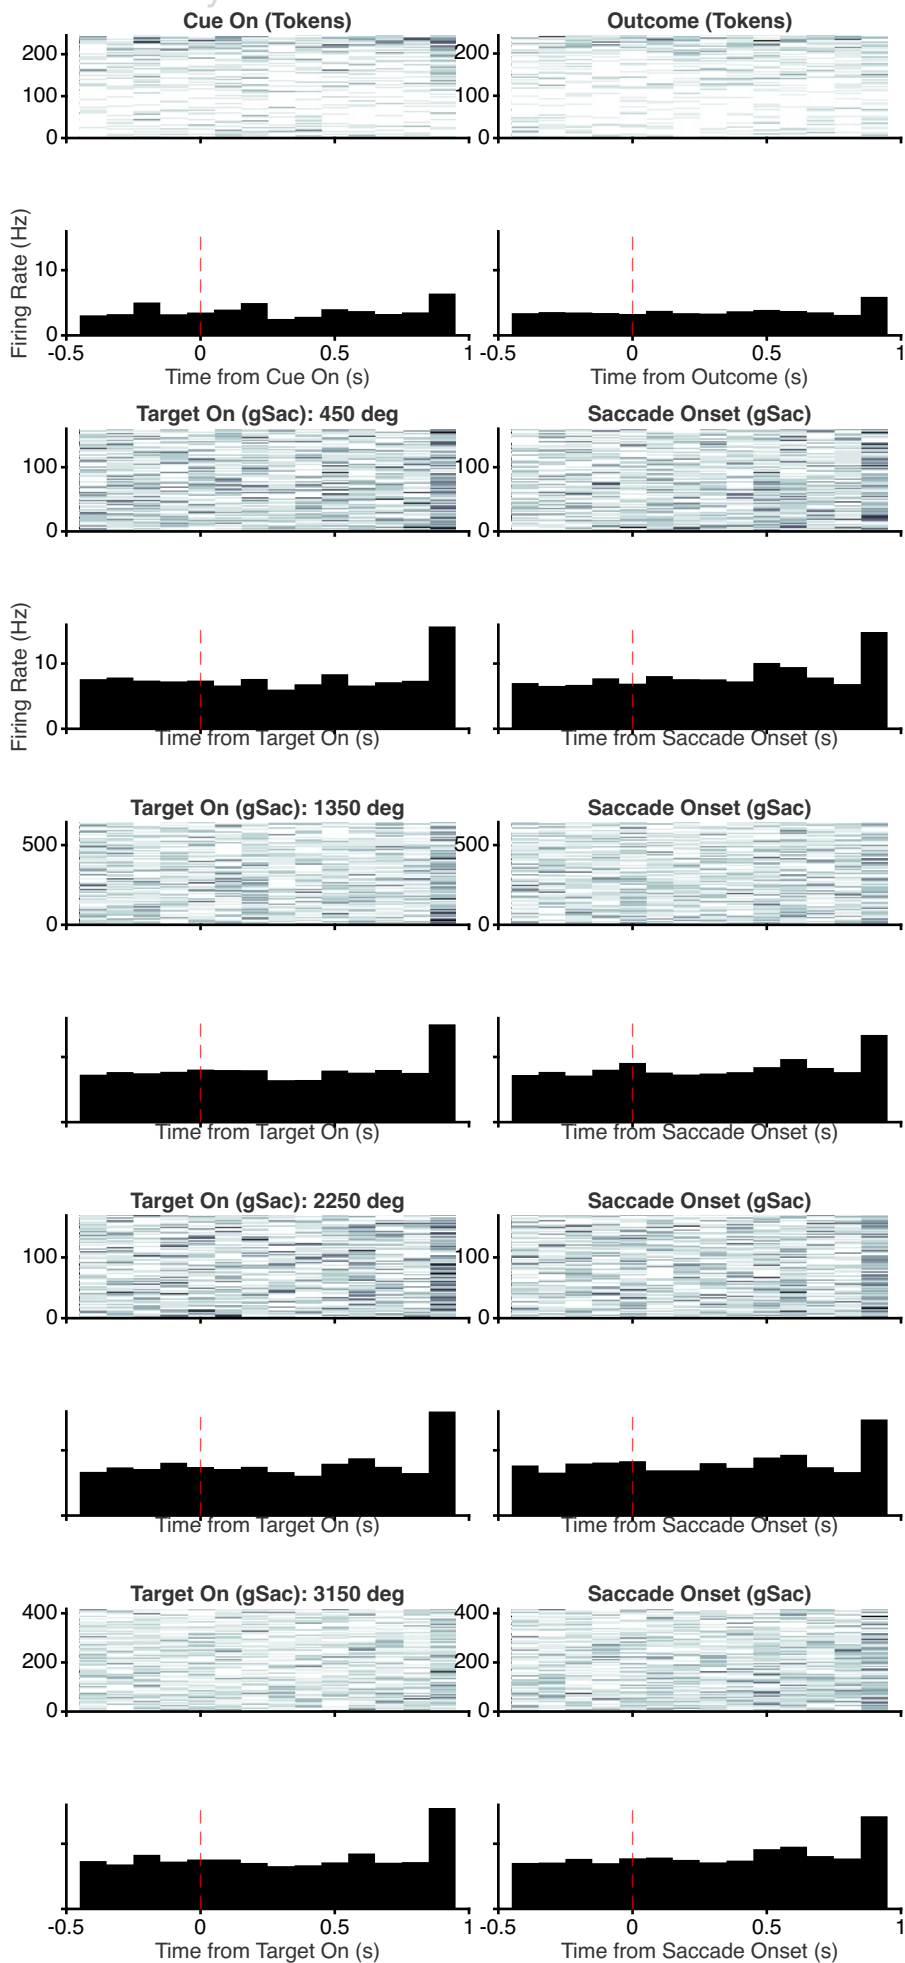 Cue On (Tokens) Outcome (Tokens)
200 200
100 100
0 0
Firing Rate (Hz)
10
0
-0.5 0 0.5 1 -0.5 0 0.5 1
Time from Cue On (s) Time from Outcome (s)
Target On (gSac): 450 deg Saccade Onset (gSac)
100 100
0 0
Firing Rate (Hz)
10
0
Time from Target On (s) Time from Saccade Onset (s)
Target On (gSac): 1350 deg Saccade Onset (gSac)
500 500
0 0
Time from Target On (s) Time from Saccade Onset (s)
Target On (gSac): 2250 deg Saccade Onset (gSac)
100 100
0 0
Time from Target On (s) Time from Saccade Onset (s)
Target On (gSac): 3150 deg Saccade Onset (gSac)
400 400
200 200
0 0
-0.5 0 0.5 1 -0.5 0 0.5 1
Time from Target On (s) Time from Saccade Onset (s)